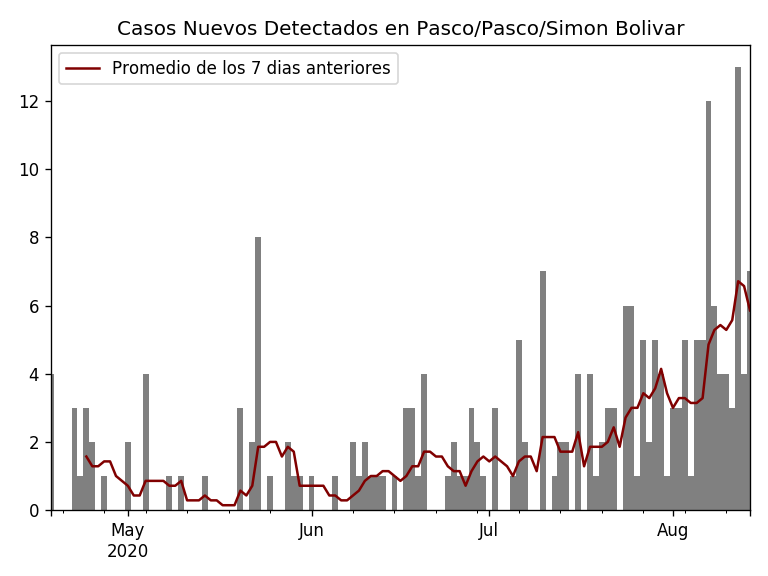 Casos Nuevos Detectados en Pasco/Pasco/Simon Bolivar
Promedio de los 7 dias anteriores
12
10
8
6
4
2
0
May
2020
Jun
Jul
Aug